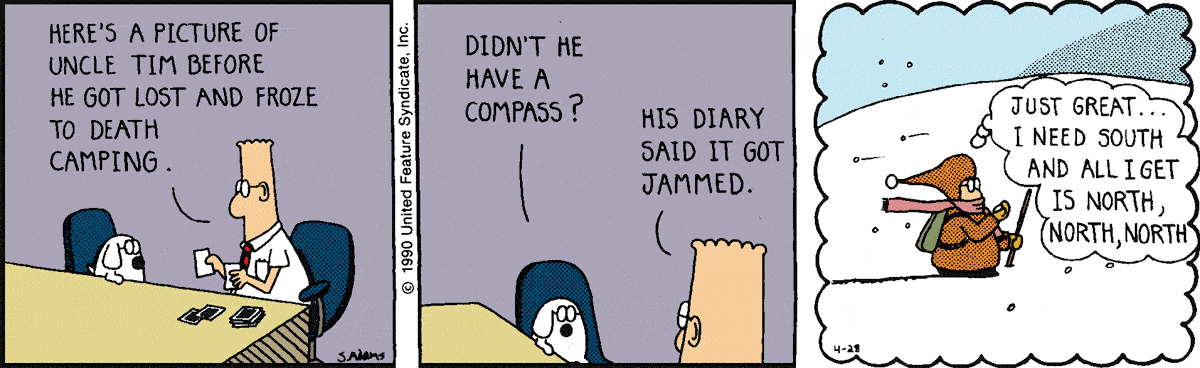 HERE'S A PICTURE OF
UNCLE TIM BEFORE
HE GOT LOST AND FROZE
TO DEATH
CAMPING.
S.ADAMS
© 1990 United Feature Syndicate, Inc.
DIDN'T HE
HAVE A
COMPASS?
HIS DIARY
SAID IT GOT
JAMMED.
JUST GREAT...
I NEED SOUTH
AND ALL I GET
IS NORTH,
NORTH, NORTH
4-28